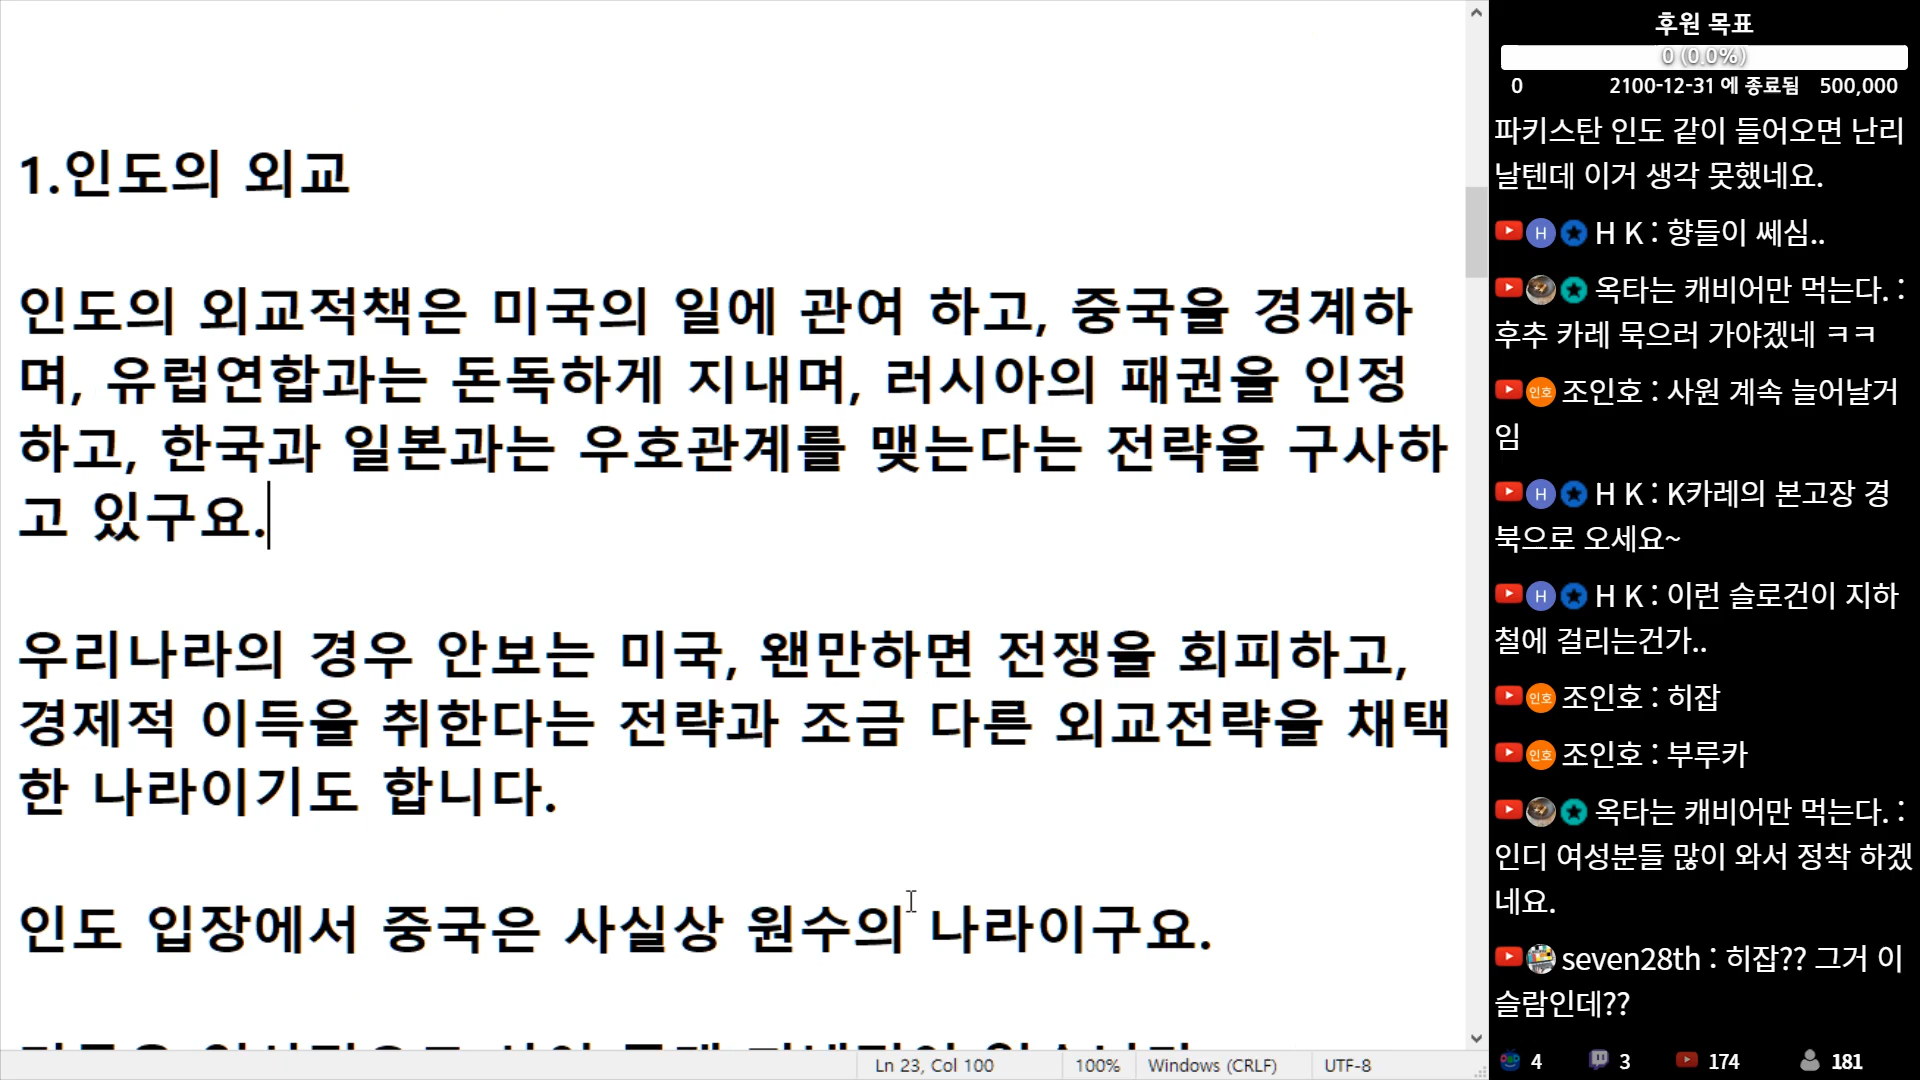 1.인도의 외교
인도의 외교적책은 미국의 일에 관여 하고, 중국을 경계하
며, 유럽연합과는 돈독하게 지내며, 러시아의 패권을 인정
하고, 한국과 일본과는 우호관계를 맺는다는 전략을 구사하
고 있구요.
우리나라의 경우 안보는 미국, 왠만하면 전쟁을 회피하고,
경제적 이득을 취한다는 전략과 조금 다른 외교전략을 채택
한 나라이기도 합니다.
인도 입장에서 중국은 사실상 원수의 나라이구요.
Ln 23, Col 100
100%
Windows (CRLF)
UTF-8
후원 목표
0 (0.0%)
0 2100-12-31 에 종료됨 500,000
파키스탄 인도 같이 들어오면 난리
날텐데 이거 생각 못했네요.
H H K : 향들이 쎄심..
옥타는 캐비어만 먹는다. :
후추 카레 묵으러 가야겠네 ㅋㅋ
인호 조인호 : 사원 계속 늘어날거
임
H H K : K카레의 본고장 경
북으로 오세요~
H H K : 이런 슬로건이 지하
철에 걸리는건가..
인호 조인호 : 히잡
인호 조인호 : 부루카
옥타는 캐비어만 먹는다. :
인디 여성분들 많이 와서 정착 하겠
네요.
seven28th : 히잡?? 그거 이
슬람인데??
4 3 174 181